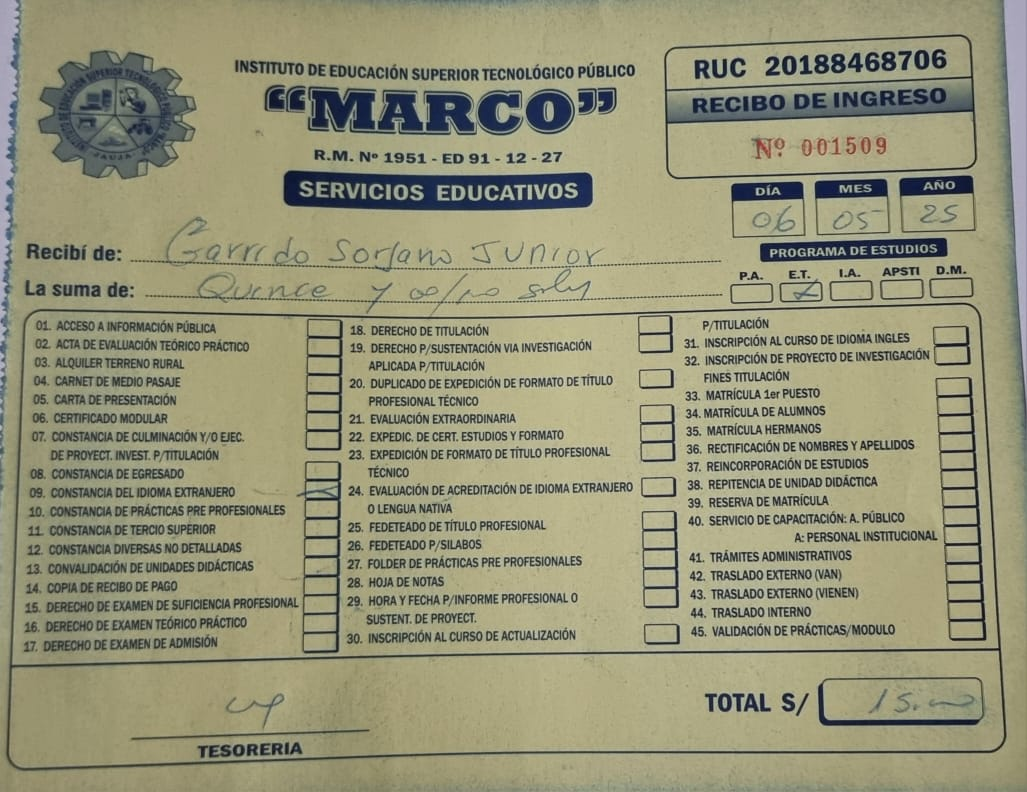 INSTITUTO DE EDUCACIÓN SUPERIOR TECNOLÓGICO PÚBLICO
"MARCO"
R.M. Nº 1951 - ED 91 - 12 - 27
SERVICIOS EDUCATIVOS
JAUJA
RUC 20188468706
RECIBO DE INGRESO
Nº 001509
DÍA MES AÑO
06 05 25
Recibí de: Garrido Soriano JUNIOR
La suma de: Quince y 00/100 soles
PROGRAMA DE ESTUDIOS
P.A. E.T. I.A. APSTI D.M.
01. ACCESO A INFORMACIÓN PÚBLICA
02. ACTA DE EVALUACIÓN TEÓRICO PRÁCTICO
03. ALQUILER TERRENO RURAL
04. CARNET DE MEDIO PASAJE
05. CARTA DE PRESENTACIÓN
06. CERTIFICADO MODULAR
07. CONSTANCIA DE CULMINACIÓN Y/O EJEC.
DE PROYECT. INVEST. P/TITULACIÓN
08. CONSTANCIA DE EGRESADO
09. CONSTANCIA DEL IDIOMA EXTRANJERO
10. CONSTANCIA DE PRÁCTICAS PRE PROFESIONALES
11. CONSTANCIA DE TERCIO SUPERIOR
12. CONSTANCIA DIVERSAS NO DETALLADAS
13. CONVALIDACIÓN DE UNIDADES DIDÁCTICAS
14. COPIA DE RECIBO DE PAGO
15. DERECHO DE EXAMEN DE SUFICIENCIA PROFESIONAL
16. DERECHO DE EXAMEN TEÓRICO PRÁCTICO
17. DERECHO DE EXAMEN DE ADMISIÓN
18. DERECHO DE TITULACIÓN
19. DERECHO P/SUSTENTACIÓN VIA INVESTIGACIÓN
APLICADA P/TITULACIÓN
20. DUPLICADO DE EXPEDICIÓN DE FORMATO DE TÍTULO
PROFESIONAL TÉCNICO
21. EVALUACIÓN EXTRAORDINARIA
22. EXPEDIC. DE CERT. ESTUDIOS Y FORMATO
23. EXPEDICIÓN DE FORMATO DE TÍTULO PROFESIONAL
TÉCNICO
24. EVALUACIÓN DE ACREDITACIÓN DE IDIOMA EXTRANJERO
O LENGUA NATIVA
25. FEDETEADO DE TÍTULO PROFESIONAL
26. FEDETEADO P/SILABOS
27. FOLDER DE PRÁCTICAS PRE PROFESIONALES
28. HOJA DE NOTAS
29. HORA Y FECHA P/INFORME PROFESIONAL O
SUSTENT. DE PROYECT.
30. INSCRIPCIÓN AL CURSO DE ACTUALIZACIÓN
P/TITULACIÓN
31. INSCRIPCIÓN AL CURSO DE IDIOMA INGLES
32. INSCRIPCIÓN DE PROYECTO DE INVESTIGACIÓN
FINES TITULACIÓN
33. MATRÍCULA 1er PUESTO
34. MATRÍCULA DE ALUMNOS
35. MATRÍCULA HERMANOS
36. RECTIFICACIÓN DE NOMBRES Y APELLIDOS
37. REINCORPORACIÓN DE ESTUDIOS
38. REPITENCIA DE UNIDAD DIDÁCTICA
39. RESERVA DE MATRÍCULA
40. SERVICIO DE CAPACITACIÓN: A. PÚBLICO
A: PERSONAL INSTITUCIONAL
41. TRÁMITES ADMINISTRATIVOS
42. TRASLADO EXTERNO (VAN)
43. TRASLADO EXTERNO (VIENEN)
44. TRASLADO INTERNO
45. VALIDACIÓN DE PRÁCTICAS/MODULO
TESORERIA
TOTAL S/ 15.00